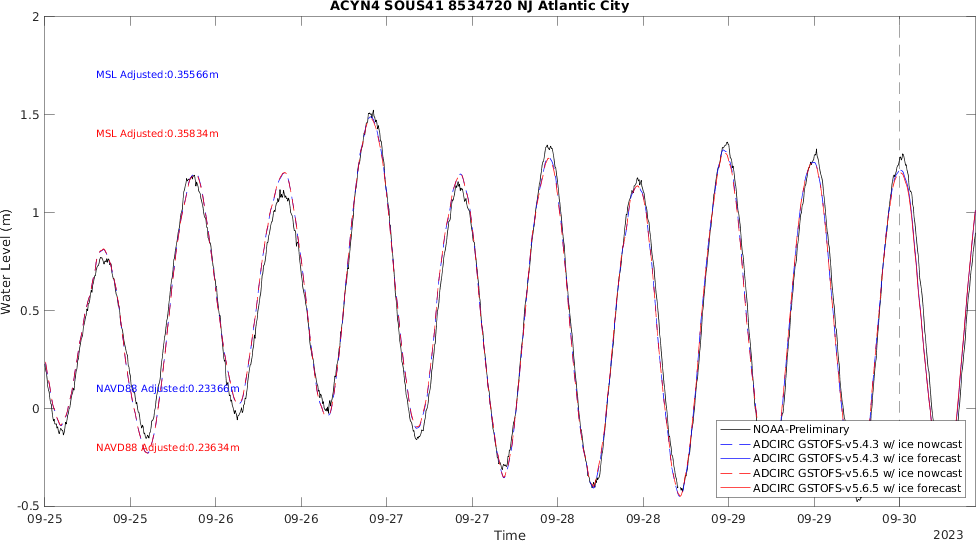 ACYN4 SOUS41 8534720 NJ Atlantic City
2
MSL Adjusted:0.35566m
1.5
MSL Adjusted:0.35834m
1
Water Level (m)
0.5
NAVD88 Adjusted:0.23366m
0
NAVD88 Adjusted:0.23634m
NOAA-Preliminary
ADCIRC GSTOFS-v5.4.3 w/ ice nowcast
ADCIRC GSTOFS-v5.4.3 w/ ice forecast
ADCIRC GSTOFS-v5.6.5 w/ ice nowcast
ADCIRC GSTOFS-v5.6.5 w/ ice forecast
-0.5
09-25 09-25 09-26 09-26 09-27 09-27 09-28 09-28 09-29 09-29 09-30
Time
2023